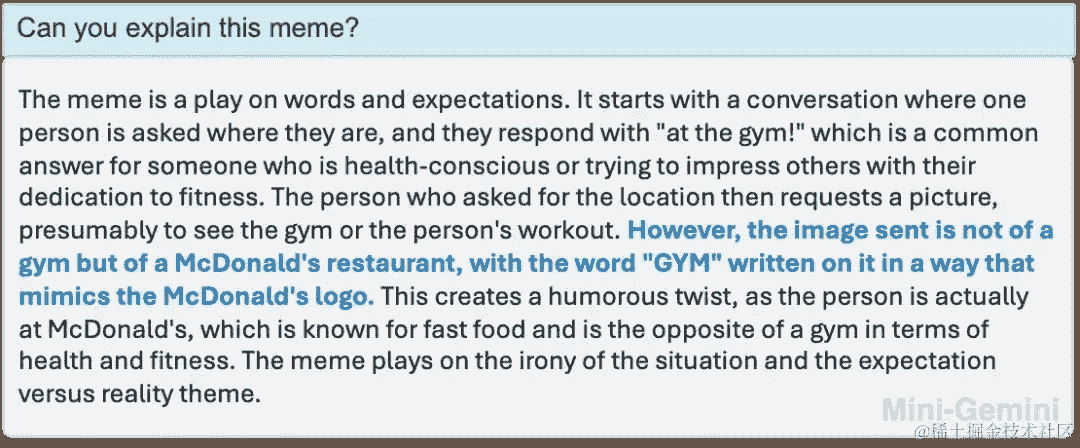 Can you explain this meme?
The meme is a play on words and expectations. It starts with a conversation where one
person is asked where they are, and they respond with "at the gym!" which is a common
answer for someone who is health-conscious or trying to impress others with their
dedication to fitness. The person who asked for the location then requests a picture,
presumably to see the gym or the person's workout. However, the image sent is not of a
gym but of a McDonald's restaurant, with the word "GYM" written on it in a way that
mimics the McDonald's logo. This creates a humorous twist, as the person is actually
at McDonald's, which is known for fast food and is the opposite of a gym in terms of
health and fitness. The meme plays on the irony of the situation and the expectation
versus reality theme.
Mini-Gemini
@稀土掘金技术社区